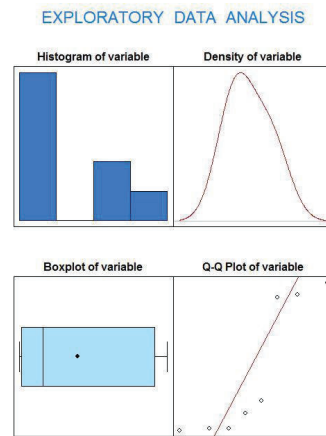 EXPLORATORY DATA ANALYSIS
Histogram of variable
Density of variable
Boxplot of variable
Q-Q Plot of variable